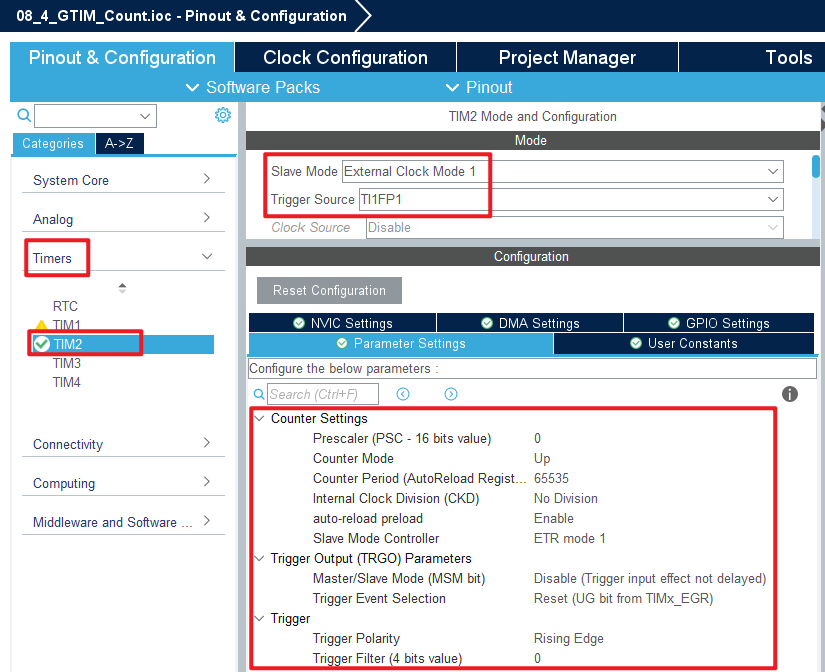 08_4_GTIM_Count.ioc - Pinout & Configuration
Pinout & Configuration
Clock Configuration
Project Manager
Tools
Software Packs
Pinout
Categories
A->Z
System Core
Analog
Timers
RTC
TIM1
TIM2
TIM3
TIM4
Connectivity
Computing
Middleware and Software ...
TIM2 Mode and Configuration
Mode
Slave Mode External Clock Mode 1
Trigger Source TI1FP1
Clock Source Disable
Configuration
Reset Configuration
NVIC Settings
DMA Settings
GPIO Settings
Parameter Settings
User Constants
Configure the below parameters :
Search (Ctrl+F)
Counter Settings
Prescaler (PSC - 16 bits value) 0
Counter Mode Up
Counter Period (AutoReload Regist... 65535
Internal Clock Division (CKD) No Division
auto-reload preload Enable
Slave Mode Controller ETR mode 1
Trigger Output (TRGO) Parameters
Master/Slave Mode (MSM bit) Disable (Trigger input effect not delayed)
Trigger Event Selection Reset (UG bit from TIMx_EGR)
Trigger
Trigger Polarity Rising Edge
Trigger Filter (4 bits value) 0